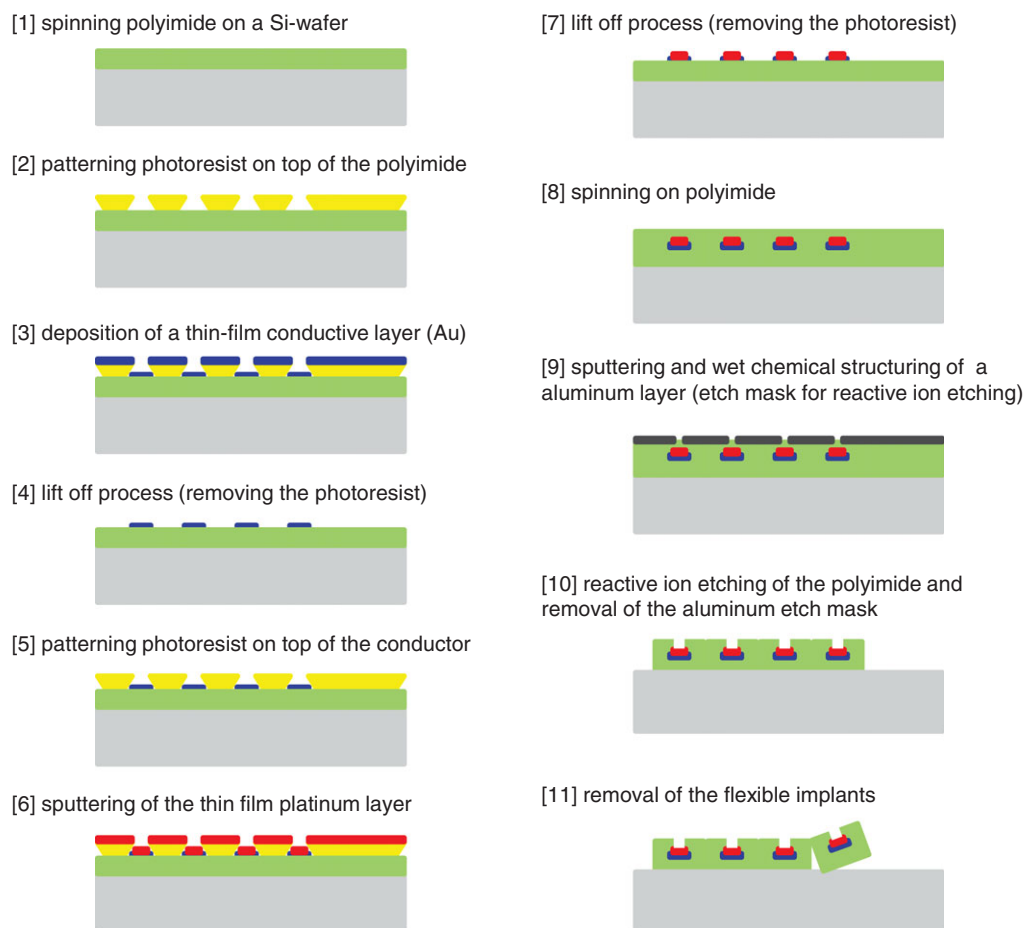 [1] spinning polyimide on a Si-wafer
[2] patterning photoresist on top of the polyimide
[3] deposition of a thin-film conductive layer (Au)
[4] lift off process (removing the photoresist)
[5] patterning photoresist on top of the conductor
[6] sputtering of the thin film platinum layer
[7] lift off process (removing the photoresist)
[8] spinning on polyimide
[9] sputtering and wet chemical structuring of a
aluminum layer (etch mask for reactive ion etching)
[10] reactive ion etching of the polyimide and
removal of the aluminum etch mask
[11] removal of the flexible implants